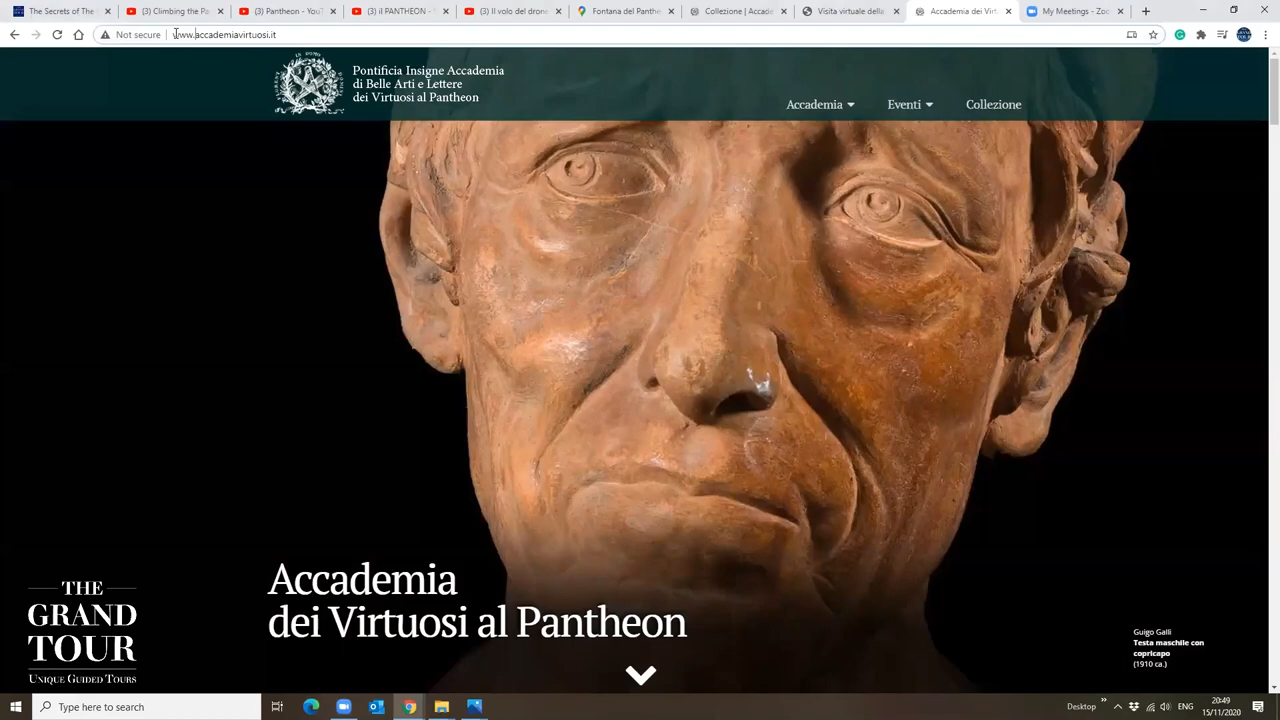 The Secrets of The
(3) Climbing the Pa
(3) Pantheon - You
(3) il PANTHEON -
(3) Il volo del drone
Fontana del Panthe
Collezione | Accade
Visita virtuale della
Accademia dei Virt
My Meetings - Zoo
Not secure
www.accademiavirtuosi.it
Pontificia Insigne Accademia
di Belle Arti e Lettere
dei Virtuosi al Pantheon
Accademia
Eventi
Collezione
Accademia
dei Virtuosi al Pantheon
THE
GRAND
TOUR
UNIQUE GUIDED TOURS
Guigo Galli
Testa maschile con
copricapo
(1910 ca.)
Type here to search
Desktop
ENG
20:49
15/11/2020